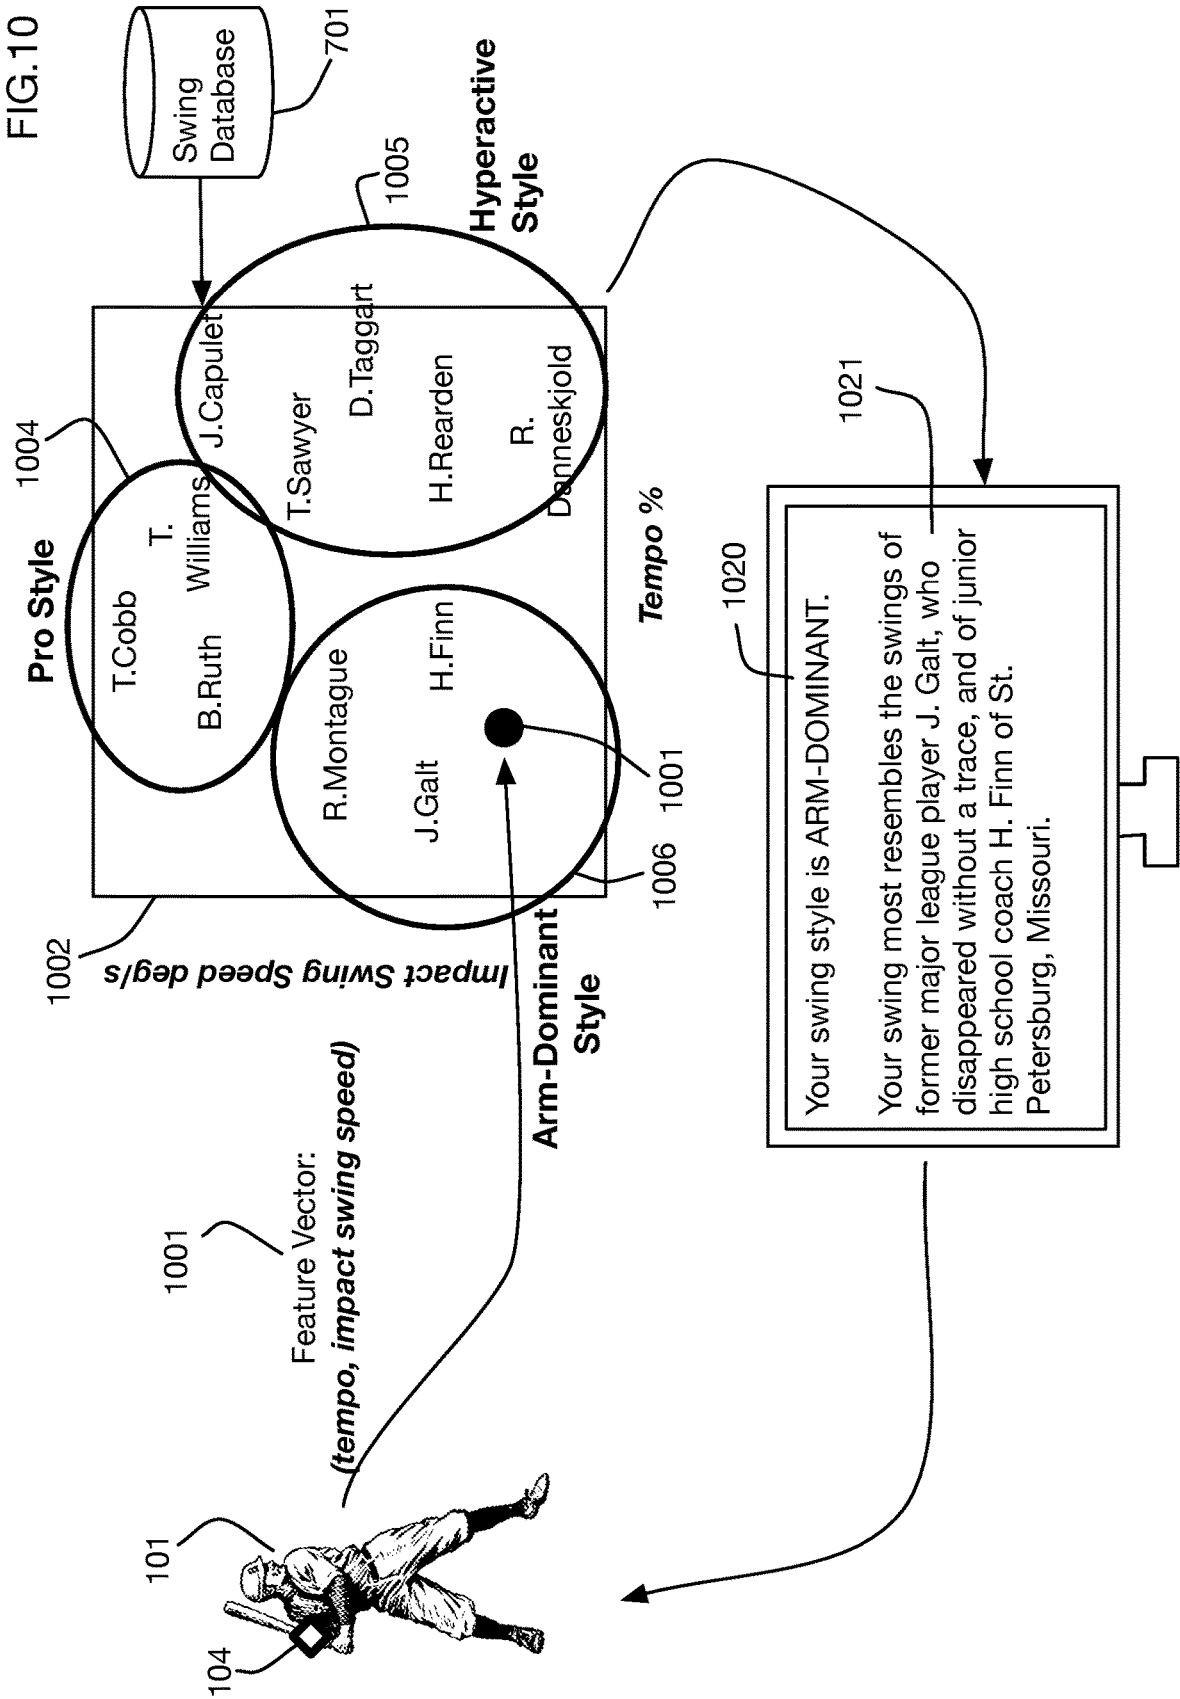 FIG.10
Swing
Database
701
1004
Pro Style
T.Cobb
T.
Williams
B.Ruth
J.Capulet
T.Sawyer
D.Taggart
H.Rearden
R.
Danneskjold
1005
Hyperactive
Style
R.Montague
H.Finn
J.Galt
1001
1006
1002
Impact Swing Speed deg/s
Tempo %
Arm-Dominant
Style
1001
Feature Vector:
(tempo, impact swing speed)
101
104
1020
1021
Your swing style is ARM-DOMINANT.
Your swing most resembles the swings of
former major league player J. Galt, who
disappeared without a trace, and of junior
high school coach H. Finn of St.
Petersburg, Missouri.